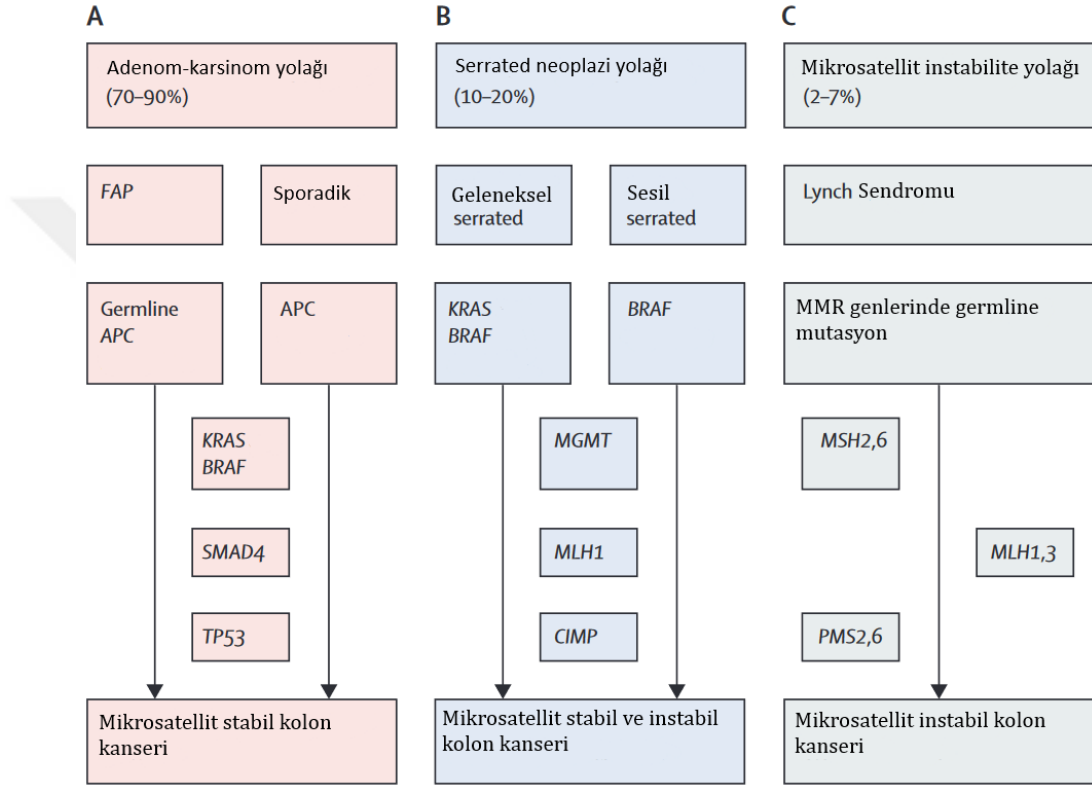 A
Adenom-karsinom yolağı
(70–90%)
FAP
Sporadik
Germline
APC
APC
KRAS
BRAF
SMAD4
TP53
Mikrosatellit stabil kolon
kanseri
B
Serrated neoplazi yolağı
(10–20%)
Geleneksel
serrated
Sesil
serrated
KRAS
BRAF
BRAF
MGMT
MLH1
CIMP
Mikrosatellit stabil ve instabil
kolon kanseri
C
Mikrosatellit instabilite yolağı
(2–7%)
Lynch Sendromu
MMR genlerinde germline
mutasyon
MSH2,6
MLH1,3
PMS2,6
Mikrosatellit instabil kolon
kanseri